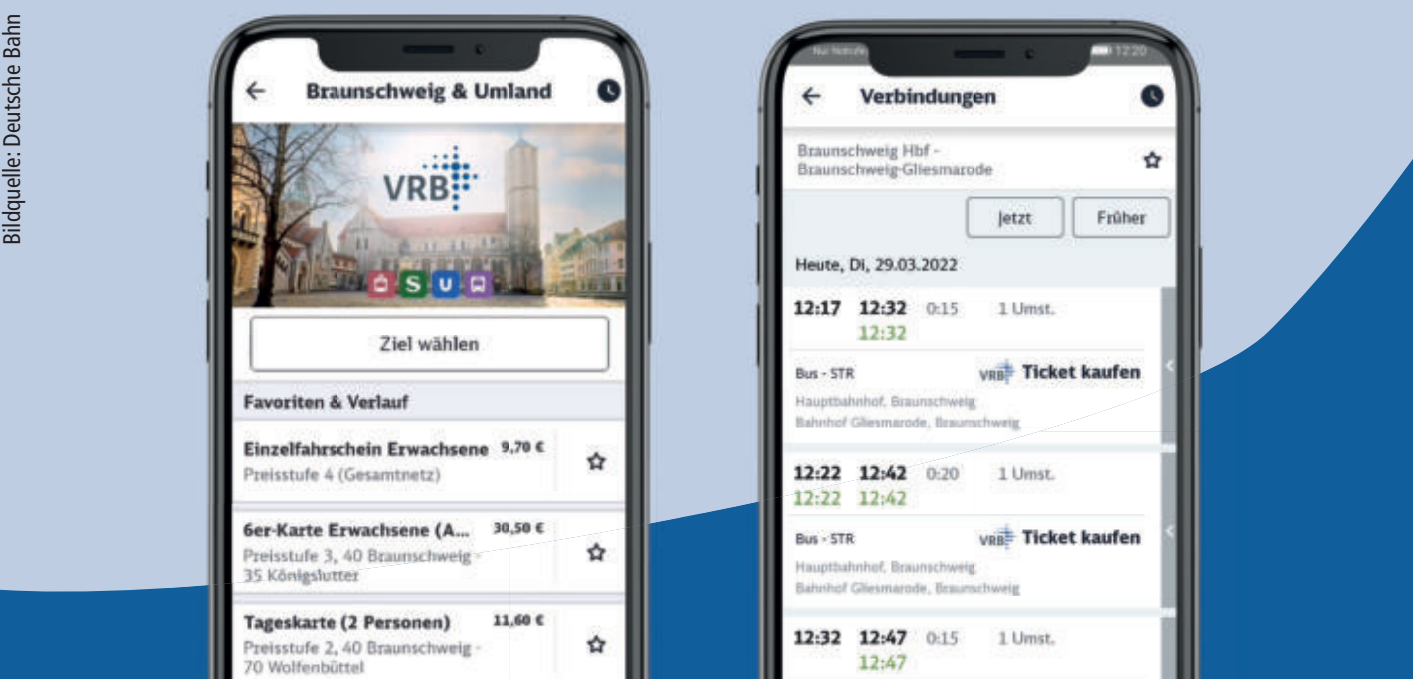 Bildquelle: Deutsche Bahn
Braunschweig & Umland
VRB
S U
Ziel wählen
Favoriten & Verlauf
Einzelfahrschein Erwachsene 9,70 €
Preisstufe 4 (Gesamtnetz)
6er-Karte Erwachsene (A... 30,50 €
Preisstufe 3, 40 Braunschweig -
35 Königslutter
Tageskarte (2 Personen) 11,60 €
Preisstufe 2, 40 Braunschweig -
70 Wolfenbüttel
12:20
Verbindungen
Braunschweig Hbf -
Braunschweig-Gliesmarode
Jetzt Früher
Heute, Di, 29.03.2022
12:17 12:32 0:15 1 Umst.
12:32
Bus - STR VRB Ticket kaufen
Hauptbahnhof, Braunschweig
Bahnhof Gliesmarode, Braunschweig
12:22 12:42 0:20 1 Umst.
12:22 12:42
Bus - STR VRB Ticket kaufen
Hauptbahnhof, Braunschweig
Bahnhof Gliesmarode, Braunschweig
12:32 12:47 0:15 1 Umst.
12:47